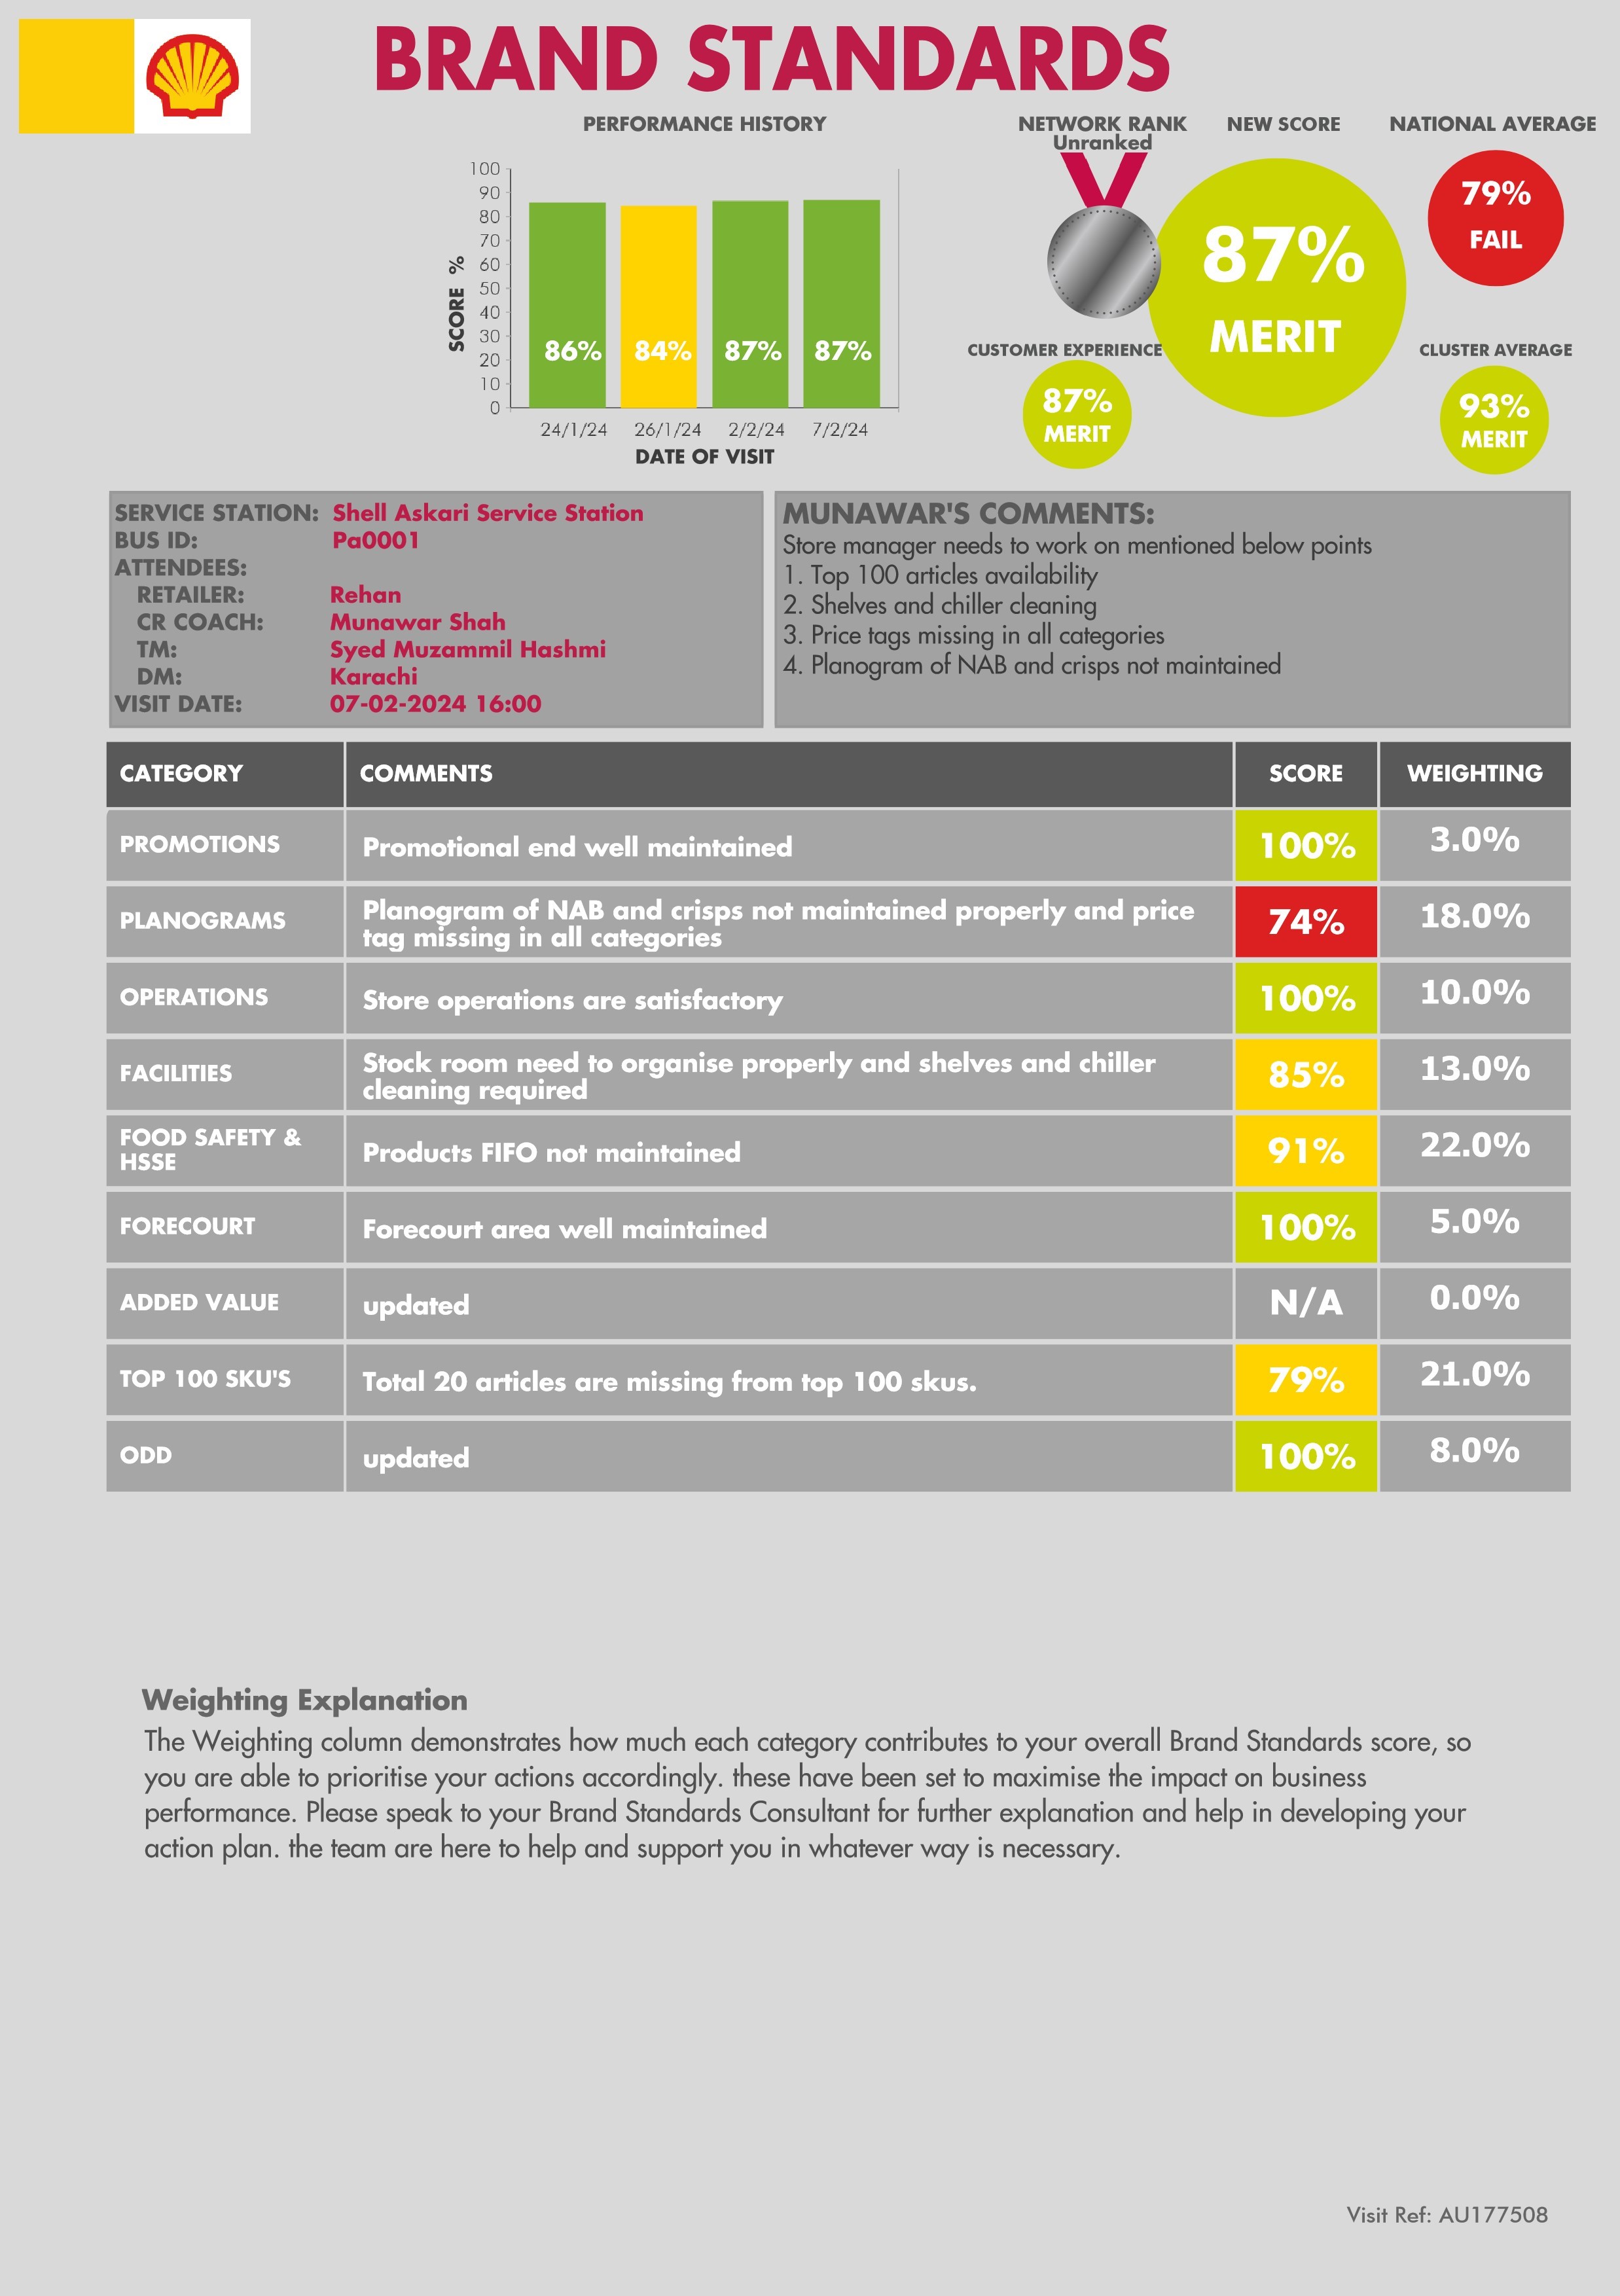 BRAND STANDARDS
PERFORMANCE HISTORY
100
90
80
70
60
50
40
30
20
10
0
SCORE %
86%
84%
87%
87%
24/1/24
26/1/24
2/2/24
7/2/24
DATE OF VISIT
NETWORK RANK
Unranked
NEW SCORE
87%
MERIT
NATIONAL AVERAGE
79%
FAIL
CUSTOMER EXPERIENCE
87%
MERIT
CLUSTER AVERAGE
93%
MERIT
SERVICE STATION: Shell Askari Service Station
BUS ID: Pa0001
ATTENDEES:
RETAILER: Rehan
CR COACH: Munawar Shah
TM: Syed Muzammil Hashmi
DM: Karachi
VISIT DATE: 07-02-2024 16:00
MUNAWAR'S COMMENTS:
Store manager needs to work on mentioned below points
1. Top 100 articles availability
2. Shelves and chiller cleaning
3. Price tags missing in all categories
4. Planogram of NAB and crisps not maintained
CATEGORY COMMENTS SCORE WEIGHTING
PROMOTIONS Promotional end well maintained 100% 3.0%
PLANOGRAMS Planogram of NAB and crisps not maintained properly and price
tag missing in all categories 74% 18.0%
OPERATIONS Store operations are satisfactory 100% 10.0%
FACILITIES Stock room need to organise properly and shelves and chiller
cleaning required 85% 13.0%
FOOD SAFETY &
HSSE Products FIFO not maintained 91% 22.0%
FORECOURT Forecourt area well maintained 100% 5.0%
ADDED VALUE updated N/A 0.0%
TOP 100 SKU'S Total 20 articles are missing from top 100 skus. 79% 21.0%
ODD updated 100% 8.0%
Weighting Explanation
The Weighting column demonstrates how much each category contributes to your overall Brand Standards score, so
you are able to prioritise your actions accordingly. these have been set to maximise the impact on business
performance. Please speak to your Brand Standards Consultant for further explanation and help in developing your
action plan. the team are here to help and support you in whatever way is necessary.
Visit Ref: AU177508